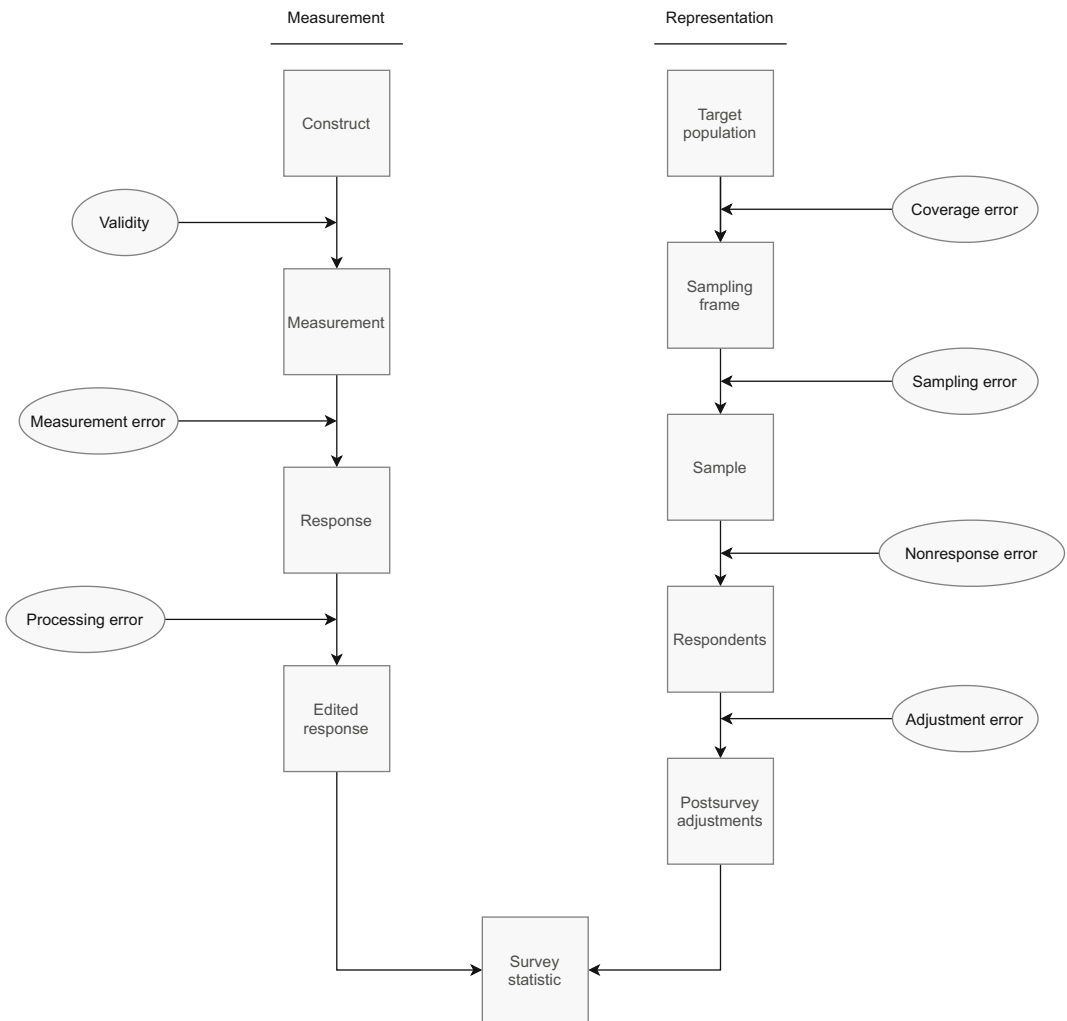 Measurement
Representation
Construct
Target
population
Validity
Coverage error
Measurement
Sampling
frame
Measurement error
Sampling error
Response
Sample
Processing error
Nonresponse error
Edited
response
Respondents
Adjustment error
Postsurvey
adjustments
Survey
statistic